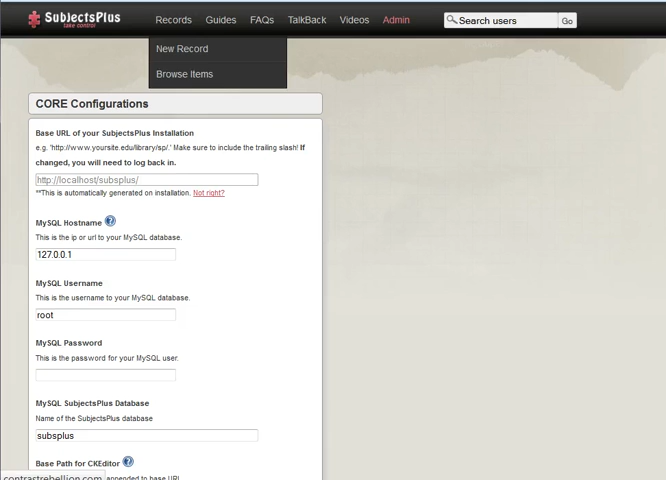 SubjectsPlus
take control
Records Guides FAQs TalkBack Videos Admin
Search users
Go
New Record
Browse Items
CORE Configurations
Base URL of your SubjectsPlus Installation
e.g. 'http://www.yoursite.edu/library/sp/.' Make sure to include the trailing slash! If
changed, you will need to log back in.
http://localhost/subsplus/
**This is automatically generated on installation. Not right?
MySQL Hostname
This is the ip or url to your MySQL database.
127.0.0.1
MySQL Username
This is the username to your MySQL database.
root
MySQL Password
This is the password for your MySQL user.
MySQL SubjectsPlus Database
Name of the SubjectsPlus database
subsplus
Base Path for CKEditor
contrastrebellion.com appended to base URL